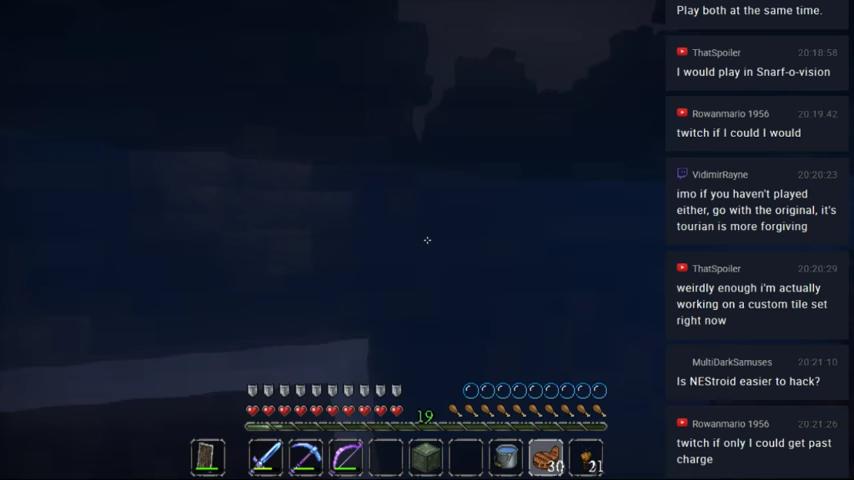 Play both at the same time.
ThatSpoiler 20:18:58
I would play in Snarf-o-vision
Rowanmario 1956 20:19:42
twitch if I could I would
VidimirRayne 20:20:23
imo if you haven't played
either, go with the original, it's
tourian is more forgiving
ThatSpoiler 20:20:29
weirdly enough i'm actually
working on a custom tile set
right now
MultiDarkSamuses 20:21:10
Is NEStroid easier to hack?
Rowanmario 1956 20:21:26
twitch if only I could get past
charge
19
30
21